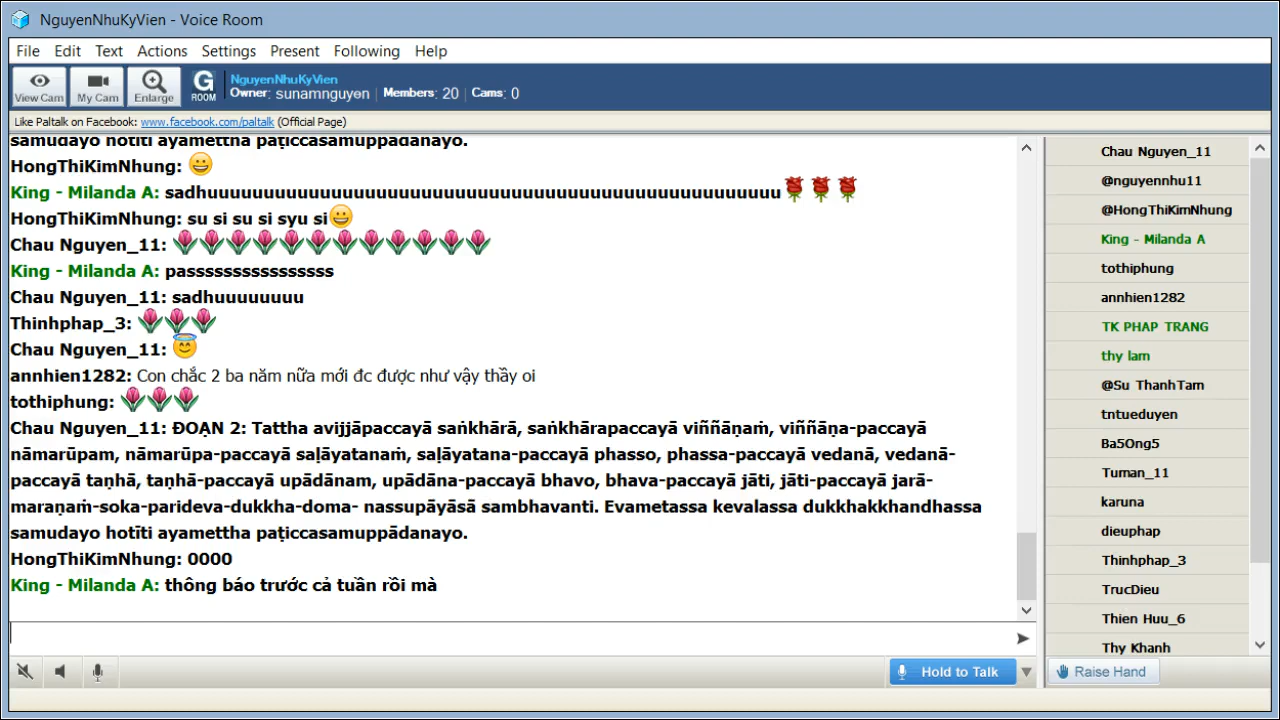 NguyenNhuKyVien - Voice Room
File Edit Text Actions Settings Present Following Help
View Cam My Cam Enlarge G ROOM
NguyenNhuKyVien
Owner: sunamnguyen | Members: 20 | Cams: 0
Like Paltalk on Facebook: www.facebook.com/paltalk (Official Page)
samudayo hotīti ayamettha paṭiccasamuppādanayo.
HongThiKimNhung:
King - Milanda A: sadhuuuuuuuuuuuuuuuuuuuuuuuuuuuuuuuuuuuuuuuuuuuuuuuuuuu
HongThiKimNhung: su si su si syu si
Chau Nguyen_11:
King - Milanda A: passsssssssssssssss
Chau Nguyen_11: sadhuuuuuuuu
Thinhphap_3:
Chau Nguyen_11:
annhien1282: Con chắc 2 ba năm nữa mới đc được như vậy thầy oi
tothiphung:
Chau Nguyen_11: ĐOẠN 2: Tattha avijjāpaccayā saṅkhārā, saṅkhārapaccayā viññāṇaṁ, viññāṇa-paccayā
nāmarūpam, nāmarūpa-paccayā saḷāyatanaṁ, saḷāyatana-paccayā phasso, phassa-paccayā vedanā, vedanā-
paccayā taṇhā, taṇhā-paccayā upādānam, upādāna-paccayā bhavo, bhava-paccayā jāti, jāti-paccayā jarā-
maraṇaṁ-soka-parideva-dukkha-doma- nassupāyāsā sambhavanti. Evametassa kevalassa dukkhakkhandhassa
samudayo hotīti ayamettha paṭiccasamuppādanayo.
HongThiKimNhung: 0000
King - Milanda A: thông báo trước cả tuần rồi mà
Hold to Talk
Chau Nguyen_11
@nguyennhu11
@HongThiKimNhung
King - Milanda A
tothiphung
annhien1282
TK PHAP TRANG
thy lam
@Su ThanhTam
tntueduyen
Ba5Ong5
Tuman_11
karuna
dieuphap
Thinhphap_3
TrucDieu
Thien Huu_6
Thy Khanh
Raise Hand